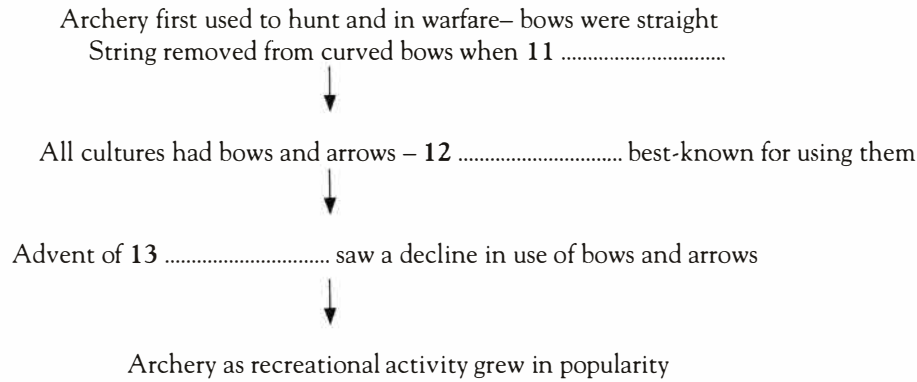 Archery first used to hunt and in warfare– bows were straight
String removed from curved bows when 11 ...............................
All cultures had bows and arrows – 12 ............................... best-known for using them
Advent of 13 ............................... saw a decline in use of bows and arrows
Archery as recreational activity grew in popularity